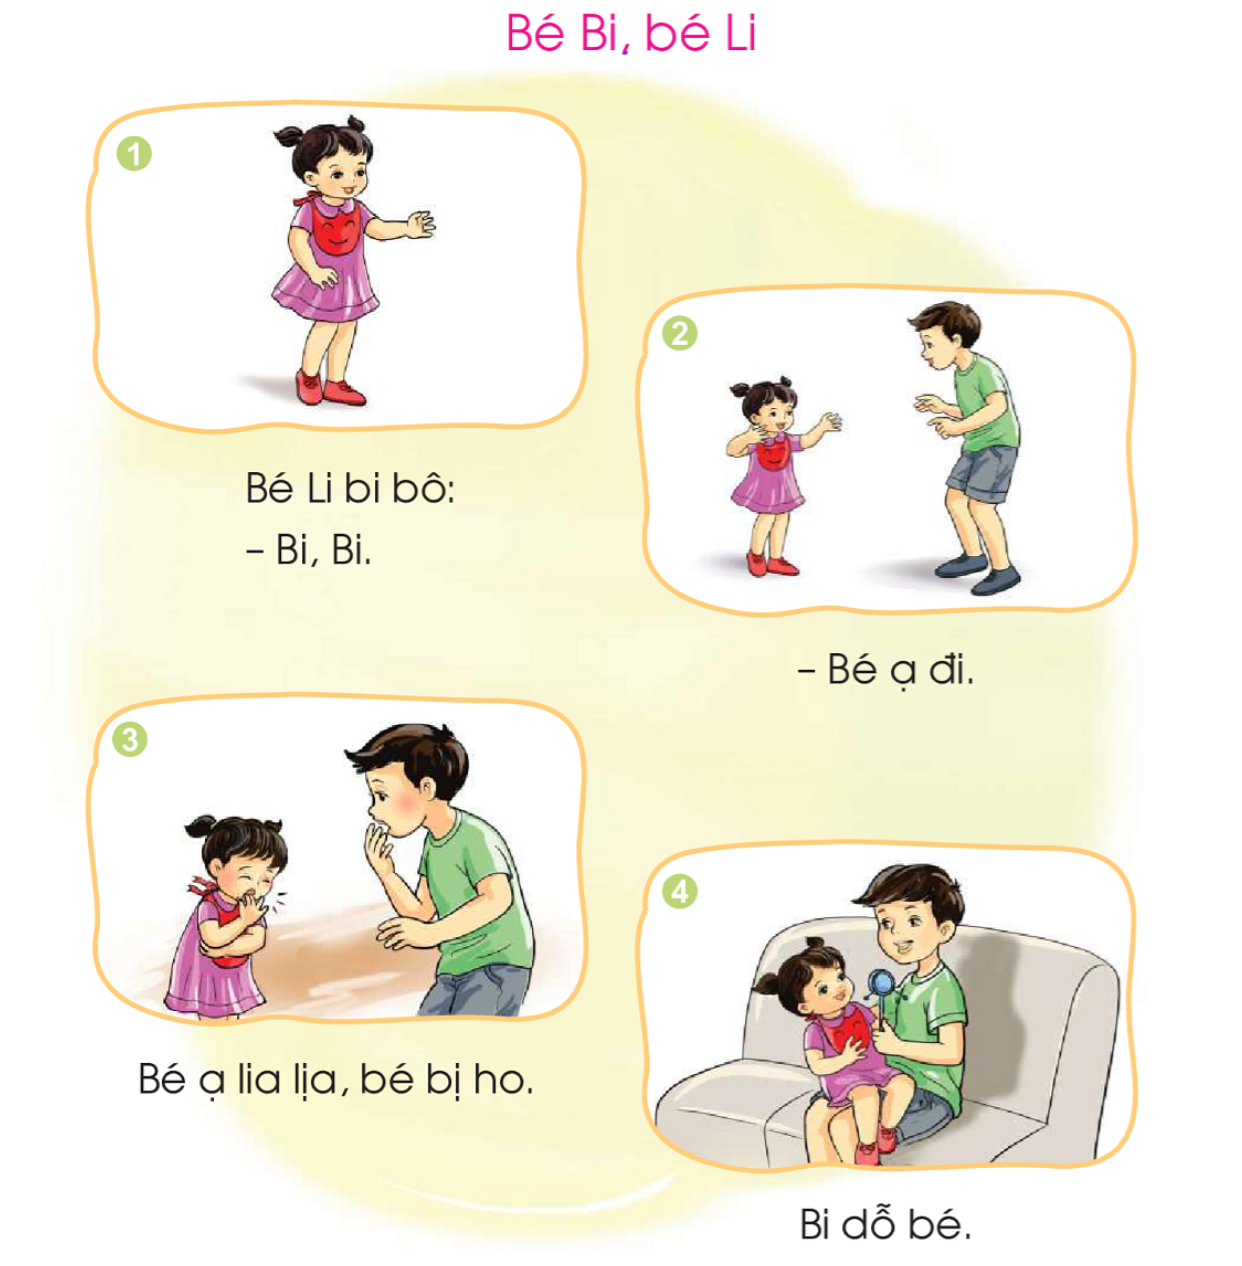 Bé Bi, bé Li
1
Bé Li bi bô:
– Bi, Bi.
2
– Bé ạ đi.
3
Bé ạ lia lịa, bé bị ho.
4
Bi dỗ bé.